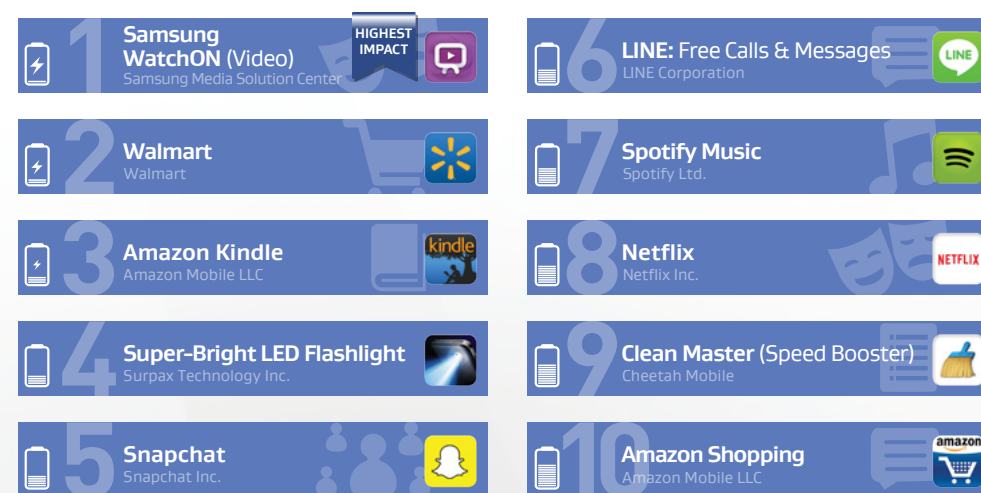 1
Samsung
WatchON (Video)
Samsung Media Solution Center
HIGHEST
IMPACT
2
Walmart
Walmart
3
Amazon Kindle
Amazon Mobile LLC
kindle
4
Super-Bright LED Flashlight
Surpax Technology Inc.
5
Snapchat
Snapchat Inc.
6
LINE: Free Calls & Messages
LINE Corporation
LINE
7
Spotify Music
Spotify Ltd.
8
Netflix
Netflix Inc.
NETFLIX
9
Clean Master (Speed Booster)
Cheetah Mobile
10
Amazon Shopping
Amazon Mobile LLC
amazon